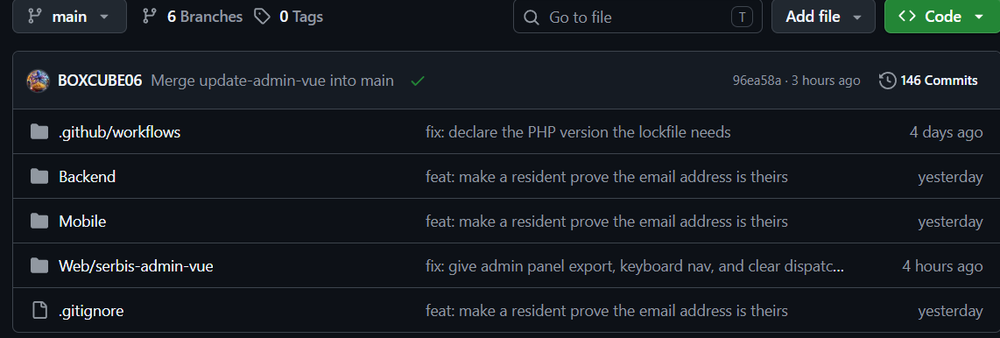 main
6 Branches
0 Tags
Go to file
T
Add file
Code
BOXCUBE06 Merge update-admin-vue into main
96ea58a · 3 hours ago
146 Commits
.github/workflows
fix: declare the PHP version the lockfile needs
4 days ago
Backend
feat: make a resident prove the email address is theirs
yesterday
Mobile
feat: make a resident prove the email address is theirs
yesterday
Web/serbis-admin-vue
fix: give admin panel export, keyboard nav, and clear dispatc...
4 hours ago
.gitignore
feat: make a resident prove the email address is theirs
yesterday